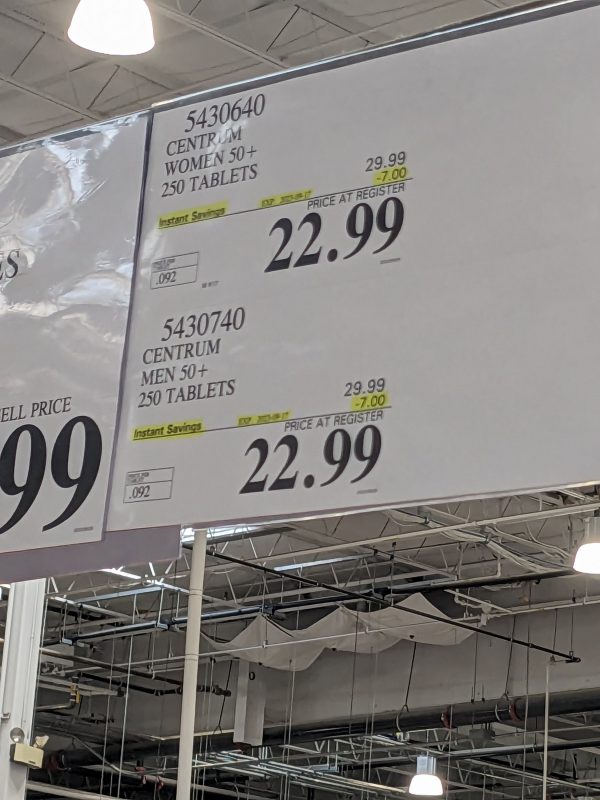 ES
ELL PRICE
99
5430640
CENTRUM
WOMEN 50+
250 TABLETS
29.99
-7.00
Instant Savings
PRICE AT REGISTER
22.99
.092
5430740
CENTRUM
MEN 50+
250 TABLETS
29.99
-7.00
Instant Savings
PRICE AT REGISTER
22.99
.092